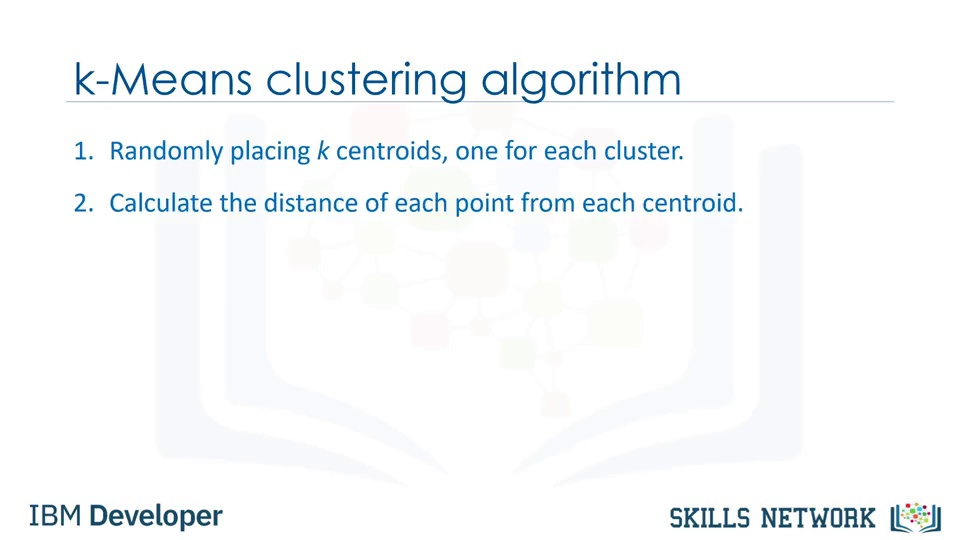 k-Means clustering algorithm
1. Randomly placing k centroids, one for each cluster.
2. Calculate the distance of each point from each centroid.
IBM Developer
SKILLS NETWORK